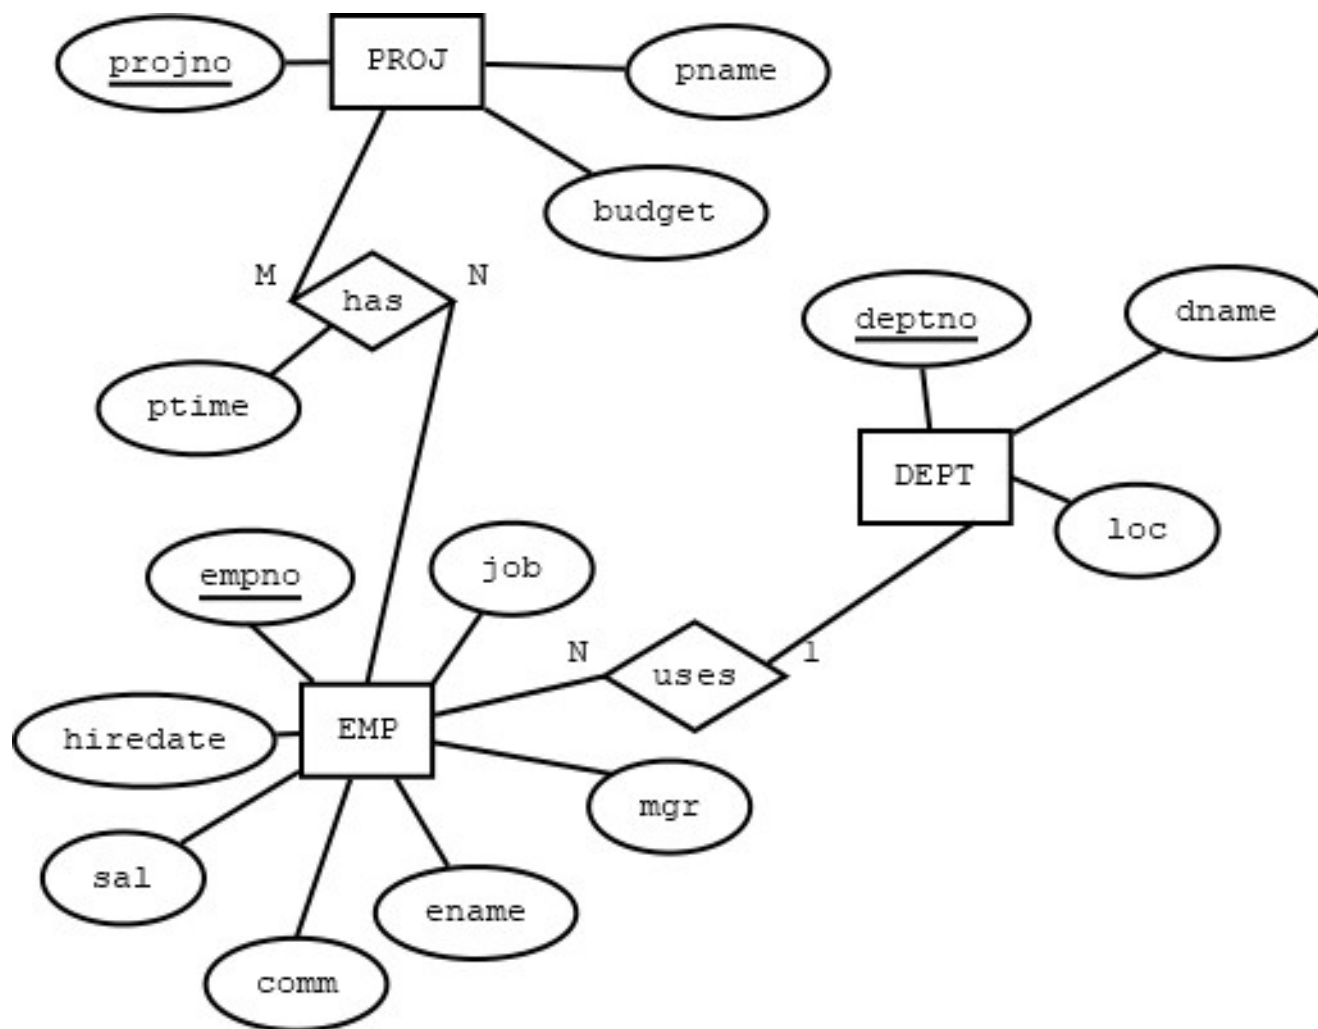 projno
PROJ
pname
budget
M
has
N
ptime
deptno
dname
DEPT
loc
empno
job
N
uses
1
hiredate
EMP
mgr
sal
ename
comm